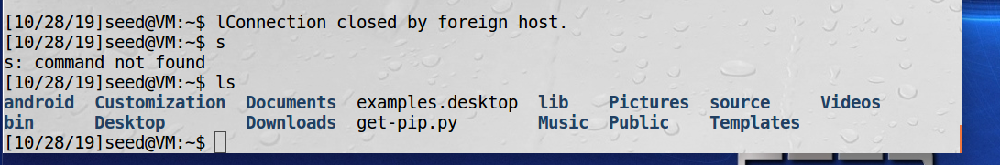 [10/28/19]seed@VM:~$ lConnection closed by foreign host.
[10/28/19]seed@VM:~$ s
s: command not found
[10/28/19]seed@VM:~$ ls
android Customization Documents examples.desktop lib Pictures source Videos
bin Desktop Downloads get-pip.py Music Public Templates
[10/28/19]seed@VM:~$